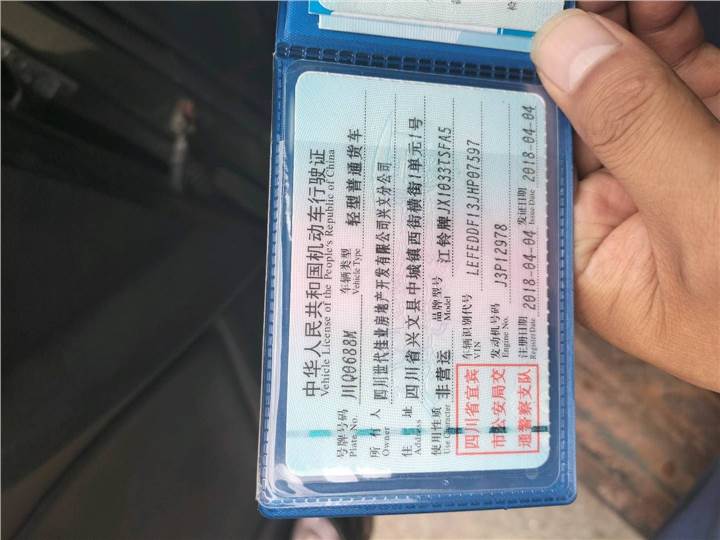 中华人民共和国机动车行驶证
Vehicle License of the People's Republic of China
号牌号码 川Q0688M 车辆类型 轻型普通货车
Plate No. Vehicle Type
所有人 四川世代佳业房地产开发有限公司兴文分公司
Owner
住址 四川省兴文县中城镇西街横街1单元1号
Address
使用性质 非营运 品牌型号 江铃牌JX1033TSFA5
Use Character Model
四川省宜宾
市公安局交
通警察支队
车辆识别代号 LEFEDDF13JHP07597
VIN
发动机号码 J3P12978
Engine No.
注册日期 2018-04-04 发证日期 2018-04-04
Register Date Issue Date